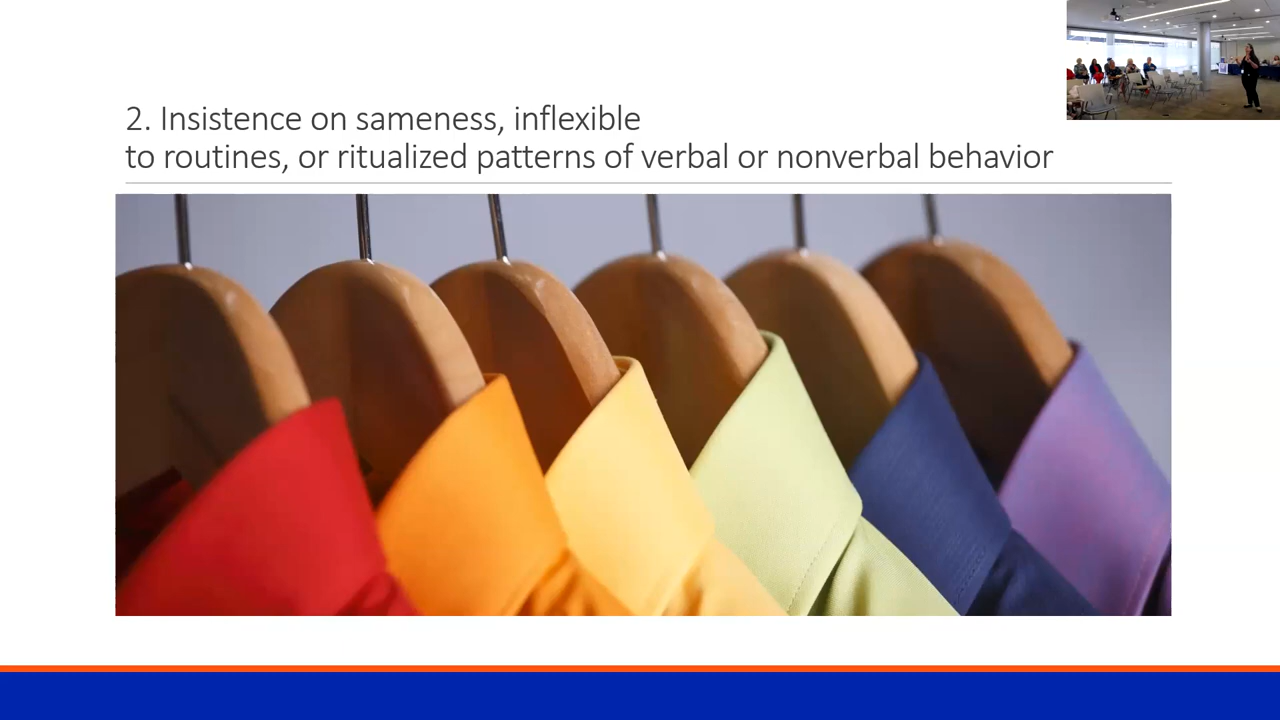 2. Insistence on sameness, inflexible
to routines, or ritualized patterns of verbal or nonverbal behavior